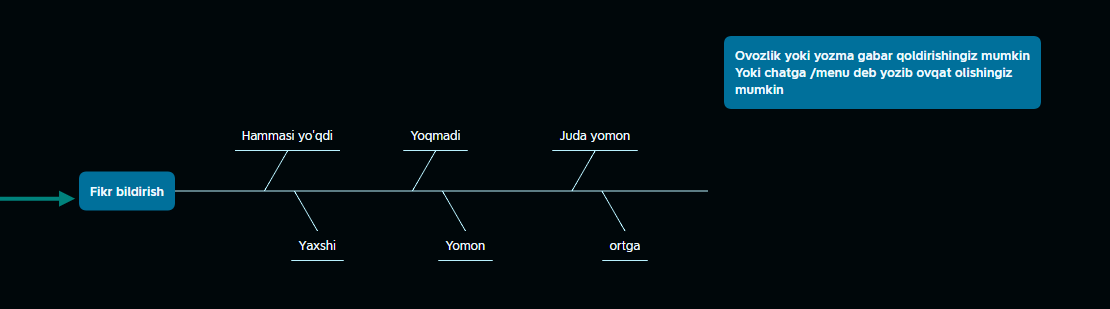 Ovozlik yoki yozma gabar qoldirishingiz mumkin
Yoki chatga /menu deb yozib ovqat olishingiz
mumkin
Hammasi yo'qdi
Yoqmadi
Juda yomon
Fikr bildirish
Yaxshi
Yomon
ortga